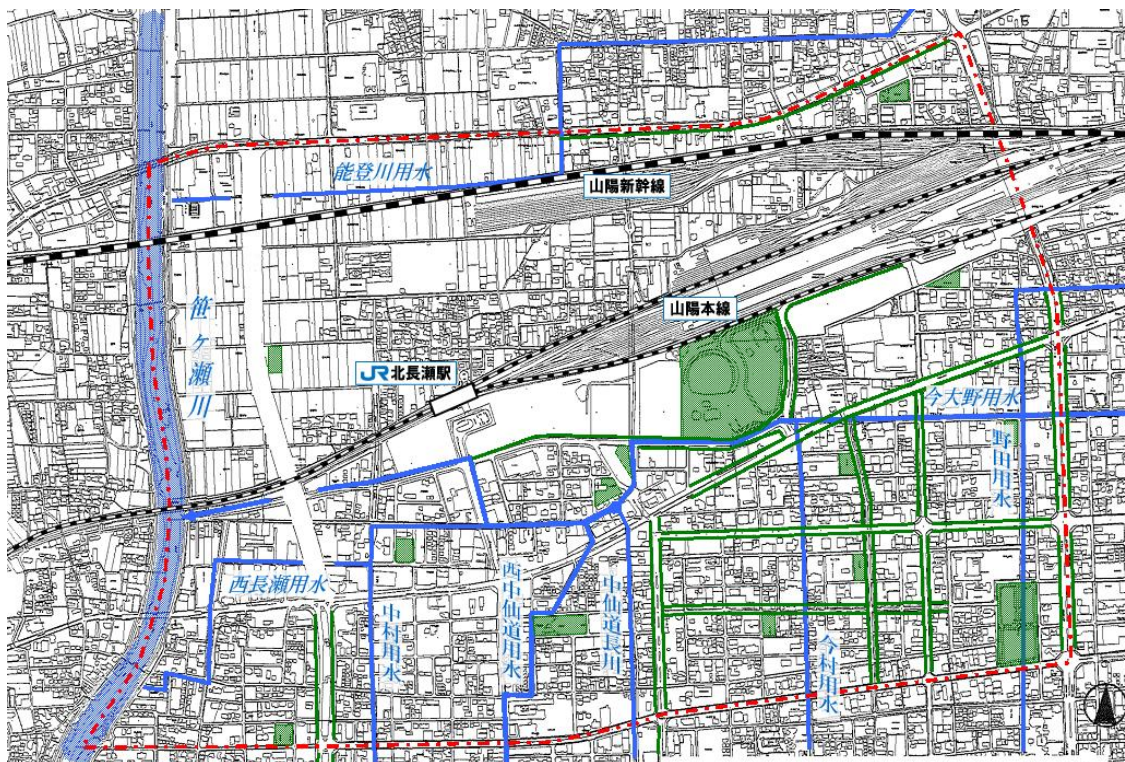 能登川用水
山陽新幹線
笹ヶ瀬川
山陽本線
JR北長瀬駅
今大野用水
野田用水
西長瀬用水
中村用水
西中仙道用水
中仙道長川
今村用水